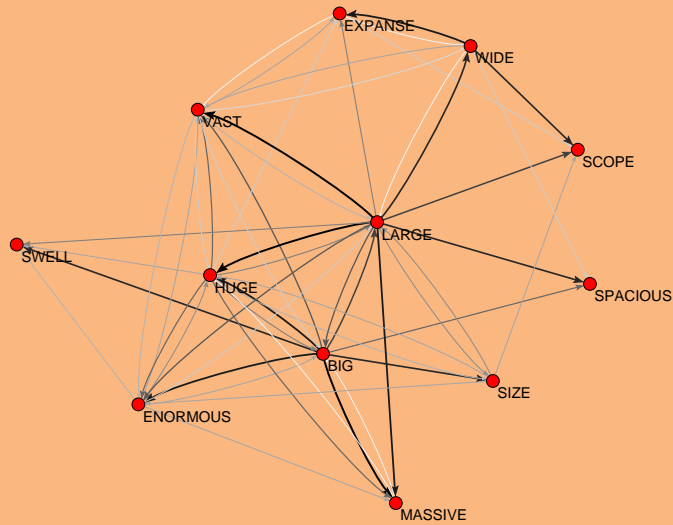 EXPANSE
WIDE
VAST
SCOPE
LARGE
SWELL
HUGE
SPACIOUS
BIG
SIZE
ENORMOUS
MASSIVE